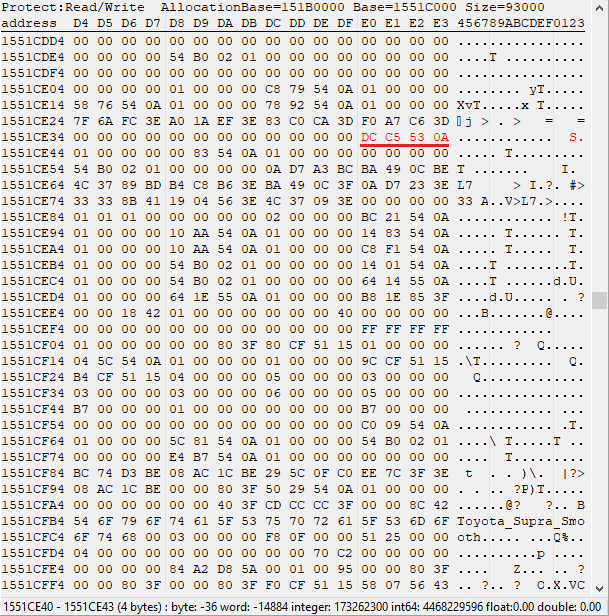 Protect:Read/Write AllocationBase=151B0000 Base=1551C000 Size=93000
address D4 D5 D6 D7 D8 D9 DA DB DC DD DE DF E0 E1 E2 E3 456789ABCDEF0123
1551CDD4 00 00 00 00 00 00 00 00 00 00 00 00 00 00 00 00 ................
1551CDE4 00 00 00 00 54 B0 02 01 00 00 00 00 00 00 00 00 ....T ..........
1551CDF4 00 00 00 00 00 00 00 00 00 00 00 00 00 00 00 00 ................
1551CE04 00 00 00 00 01 00 00 00 C8 79 54 0A 01 00 00 00 ........ yT.....
1551CE14 58 76 54 0A 01 00 00 00 78 92 54 0A 01 00 00 00 XvT.....x T.....
1551CE24 7F 6A FC 3E A0 1A EF 3E 83 C0 CA 3D F0 A7 C6 3D j > . > = =
1551CE34 00 00 00 00 00 00 00 00 00 00 00 00 DC C5 53 0A ............ S.
1551CE44 01 00 00 00 00 83 54 0A 01 00 00 00 00 00 00 00 ..... T.........
1551CE54 54 B0 02 01 00 00 00 00 0A D7 A3 BC BA 49 0C BE T ....... I.
1551CE64 4C 37 89 BD B4 C8 B6 3E BA 49 0C 3F 0A D7 23 3E L7 > I.?. #>
1551CE74 33 33 8B 41 19 04 56 3E 4C 37 09 3E 00 00 00 00 33 A..V>L7.>....
1551CE84 01 01 01 00 00 00 00 00 02 00 00 00 BC 21 54 0A ............ !T.
1551CE94 01 00 00 00 10 AA 54 0A 01 00 00 00 14 83 54 0A ..... T...... T.
1551CEA4 01 00 00 00 10 AA 54 0A 01 00 00 00 C8 F1 54 0A ..... T..... T.
1551CEB4 01 00 00 00 54 B0 02 01 00 00 00 00 14 01 54 0A ....T ........T.
1551CEC4 01 00 00 00 54 B0 02 01 00 00 00 00 64 14 55 0A ....T ......d.U.
1551CED4 01 00 00 00 64 1E 55 0A 01 00 00 00 B8 1E 85 3F ....d.U..... . ?
1551CEE4 00 00 18 42 01 00 00 00 00 00 00 00 40 00 00 00 ...B........@...
1551CEF4 00 00 00 00 00 00 00 00 00 00 00 00 FF FF FF FF ............
1551CF04 01 00 00 00 00 00 80 3F 80 CF 51 15 01 00 00 00 ...... ? Q.....
1551CF14 04 5C 54 0A 01 00 00 00 01 00 00 00 9C CF 51 15 .\T......... Q.
1551CF24 B4 CF 51 15 04 00 00 00 05 00 00 00 03 00 00 00 Q.............
1551CF34 03 00 00 00 03 00 00 00 06 00 00 00 05 00 00 00 ................
1551CF44 B7 00 00 00 01 00 00 00 00 00 00 00 B7 00 00 00 ........... ...
1551CF54 00 00 00 00 00 00 00 00 00 00 00 00 C0 09 54 0A ............ .T.
1551CF64 01 00 00 00 5C 81 54 0A 01 00 00 00 54 B0 02 01 ....\ T.....T ..
1551CF74 00 00 00 00 E4 B7 54 0A 01 00 00 00 00 00 00 00 .... T.........
1551CF84 BC 74 D3 BE 08 AC 1C BE 29 5C 0F C0 EE 7C 3F 3E t . . )\. |?>
1551CF94 08 AC 1C BE 00 00 80 3F 50 29 54 0A 01 00 00 00 . . .. ?P)T.....
1551CFA4 00 00 00 00 00 00 40 3F CD CC CC 3F 00 00 8C 42 ......@? ?.. B
1551CFB4 54 6F 79 6F 74 61 5F 53 75 70 72 61 5F 53 6D 6F Toyota_Supra_Smo
1551CFC4 6F 74 68 00 03 00 00 00 F8 0F 00 00 51 25 00 00 oth..... ...Q%..
1551CFD4 04 00 00 00 00 00 00 00 00 00 70 C2 00 00 00 00 ..........p ....
1551CFE4 00 00 00 00 84 A2 D8 5A 00 01 00 95 00 00 80 3F .... Z... .. ?
1551CFF4 00 00 80 3F 00 00 80 3F F0 CF 51 15 58 07 56 43 .. ?.. ? Q.X.VC
1551CE40 - 1551CE43 (4 bytes) : byte: -36 word: -14884 integer: 173262300 int64: 4468229596 float:0.00 double: 0.00